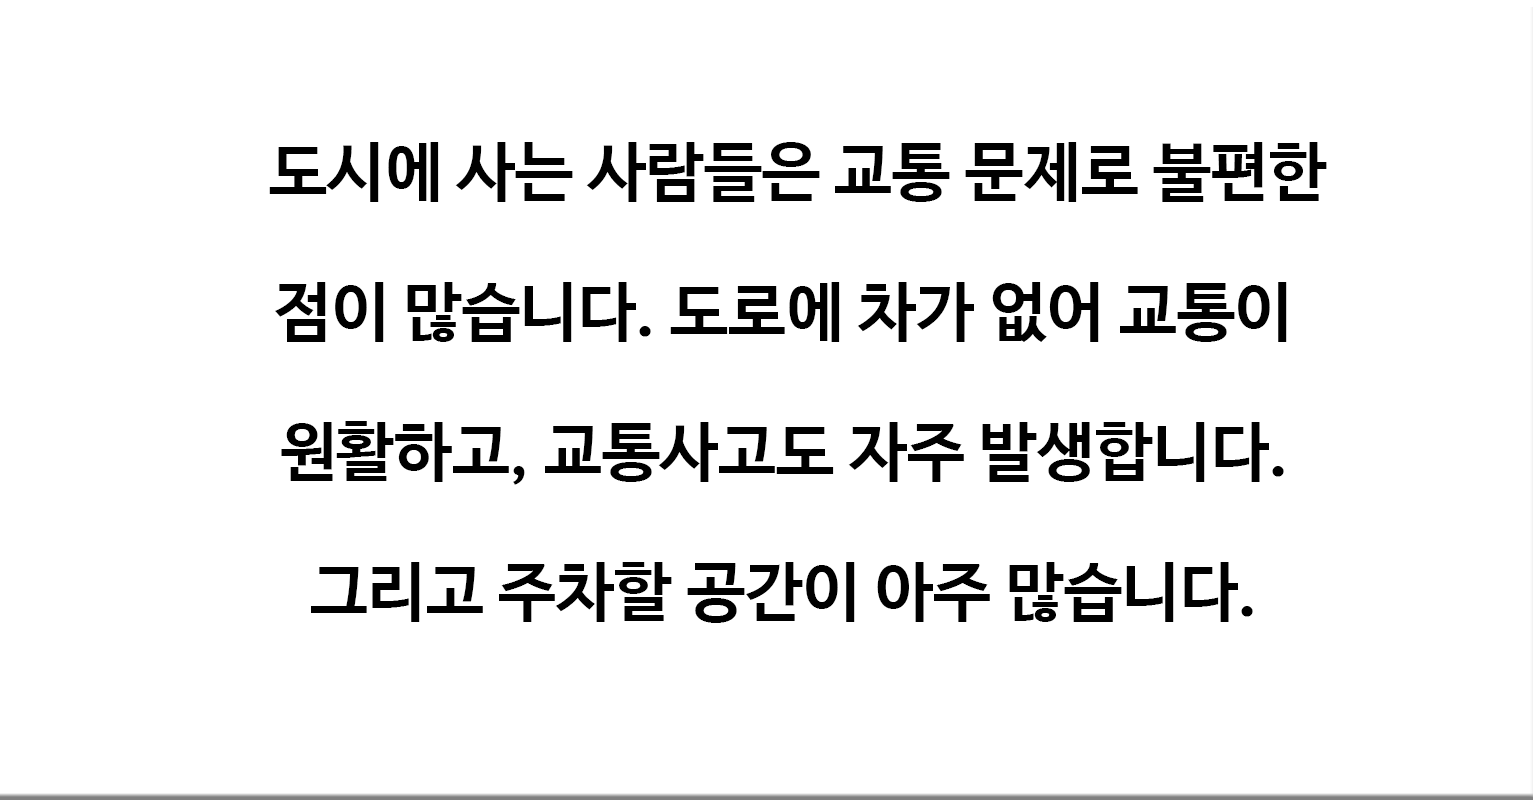 도시에 사는 사람들은 교통 문제로 불편한
점이 많습니다. 도로에 차가 없어 교통이
원활하고, 교통사고도 자주 발생합니다.
그리고 주차할 공간이 아주 많습니다.